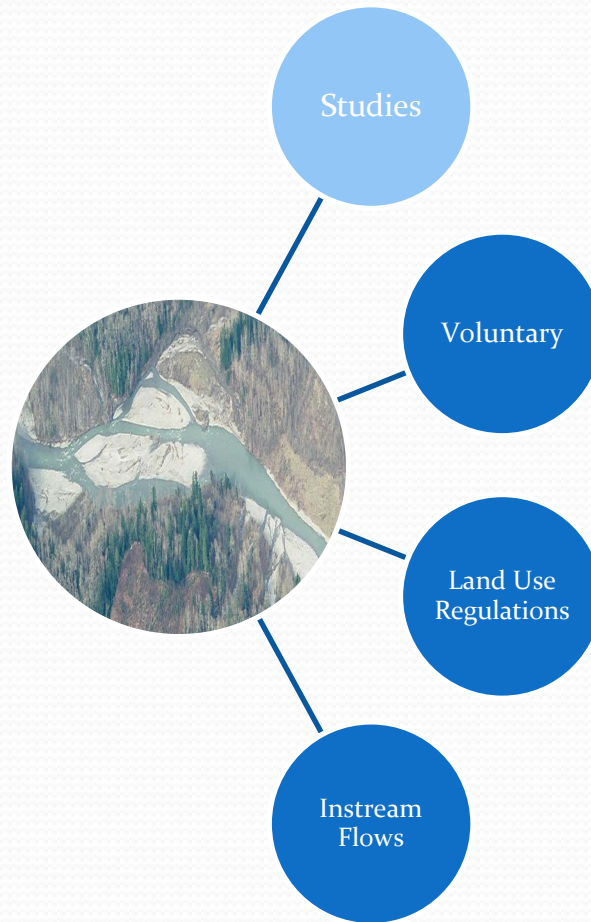 Studies
Voluntary
Land Use
Regulations
Instream
Flows